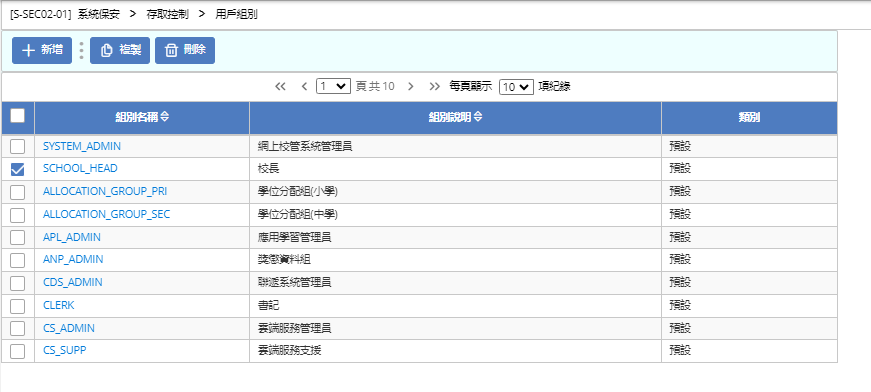 [S-SEC02-01] 系統保安 > 存取控制 > 用戶組別
新增 複製 刪除
1 頁 共 10 每頁顯示 10 項紀錄
組別名稱 組別說明 類別
SYSTEM_ADMIN 網上校管系統管理員 預設
SCHOOL_HEAD 校長 預設
ALLOCATION_GROUP_PRI 學位分配組(小學) 預設
ALLOCATION_GROUP_SEC 學位分配組(中學) 預設
APL_ADMIN 應用學習管理員 預設
ANP_ADMIN 獎懲資料組 預設
CDS_ADMIN 聯遞系統管理員 預設
CLERK 書記 預設
CS_ADMIN 雲端服務管理員 預設
CS_SUPP 雲端服務支援 預設